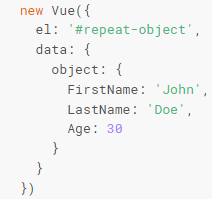 new Vue({
  el: '#repeat-object',
  data: {
    object: {
      FirstName: 'John',
      LastName: 'Doe',
      Age: 30
    }
  }
})